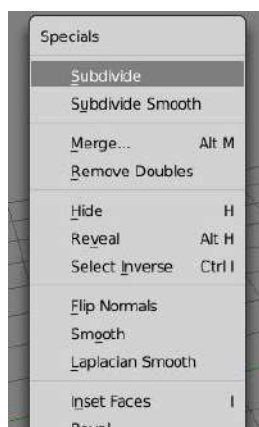 Specials
Subdivide
Subdivide Smooth
Merge... Alt M
Remove Doubles
Hide H
Reveal Alt H
Select Inverse Ctrl I
Flip Normals
Smooth
Laplacian Smooth
Inset Faces I